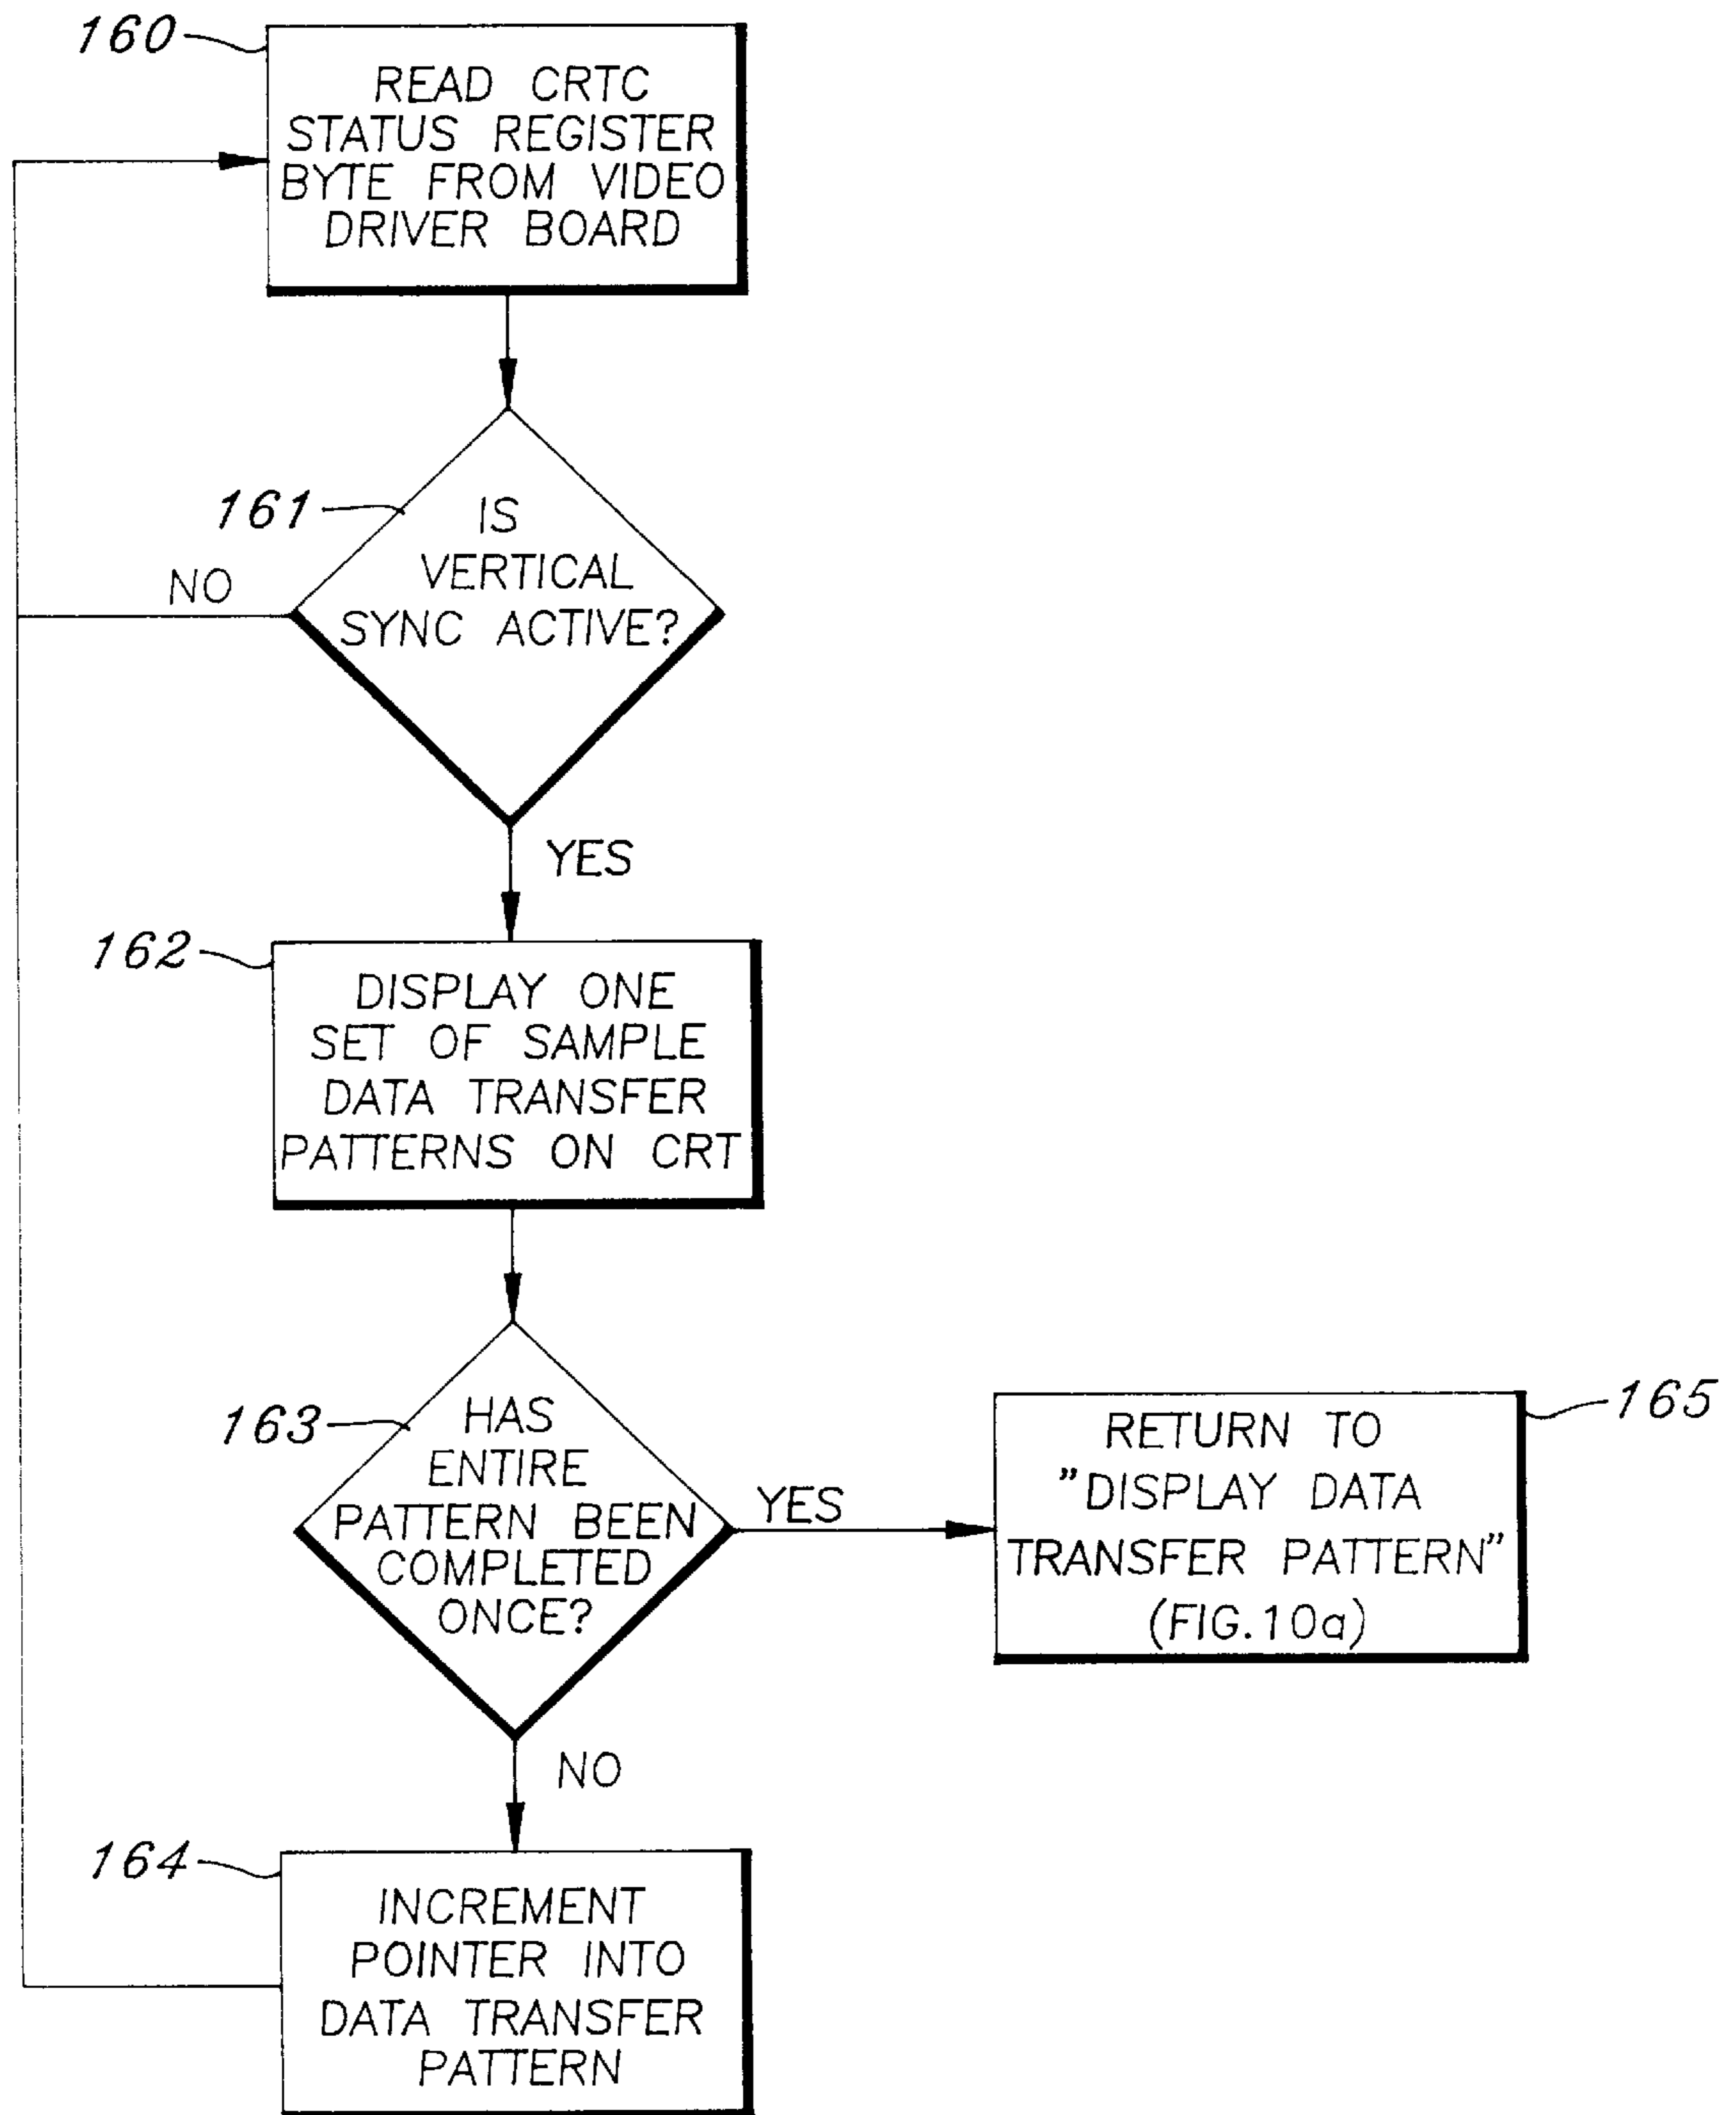 160
READ CRTC
STATUS REGISTER
BYTE FROM VIDEO
DRIVER BOARD
161
IS
VERTICAL
SYNC ACTIVE?
NO
YES
162
DISPLAY ONE
SET OF SAMPLE
DATA TRANSFER
PATTERNS ON CRT
163
HAS
ENTIRE
PATTERN BEEN
COMPLETED
ONCE?
YES
165
RETURN TO
"DISPLAY DATA
TRANSFER PATTERN"
(FIG.10a)
NO
164
INCREMENT
POINTER INTO
DATA TRANSFER
PATTERN